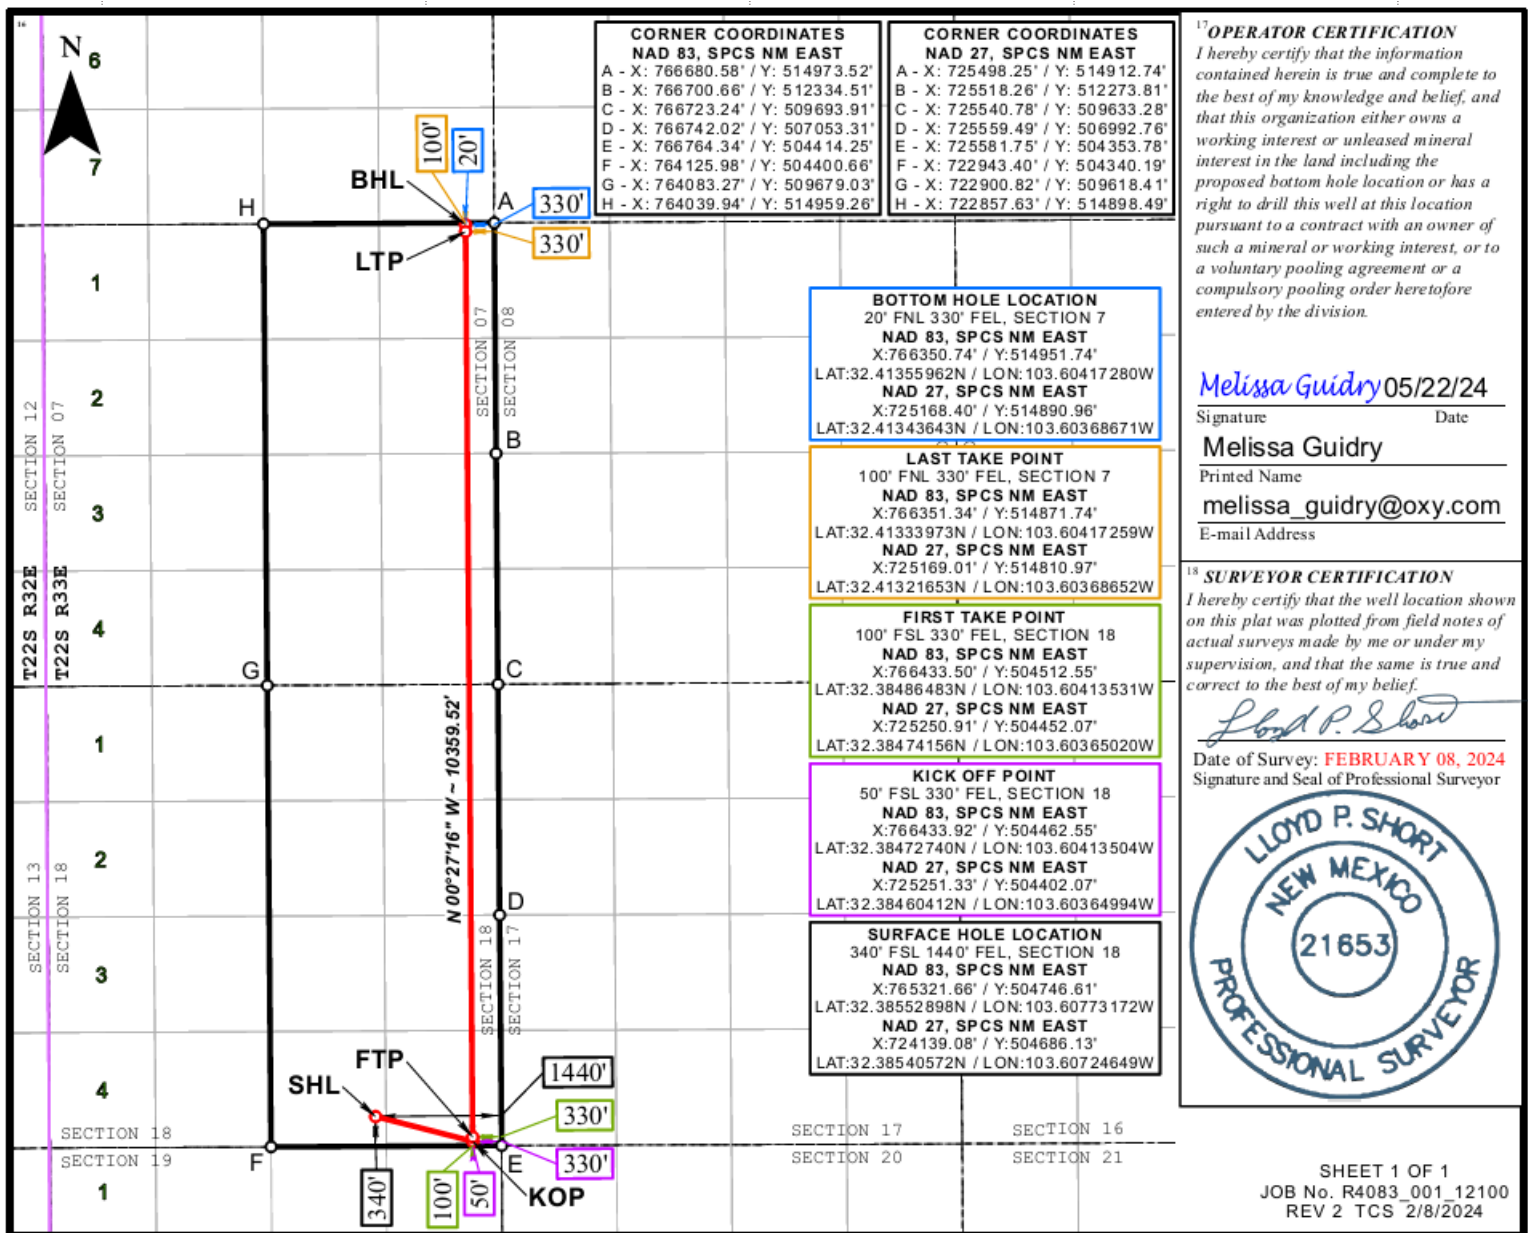 16
N
6
7
1
2
3
4
1
2
3
4
1
SECTION 12
SECTION 07
T22S R32E
T22S R33E
SECTION 13
SECTION 18
SECTION 18
SECTION 19
H
A
B
G
C
D
F
E
BHL
LTP
100'
20'
330'
330'
SECTION 07
SECTION 08
N 00°27'16" W ~ 10359.52'
SECTION 18
SECTION 17
FTP
SHL
KOP
1440'
330'
330'
340'
100'
50'
SECTION 17
SECTION 20
SECTION 16
SECTION 21
CORNER COORDINATES
NAD 83, SPCS NM EAST
A - X: 766680.58' / Y: 514973.52'
B - X: 766700.66' / Y: 512334.51'
C - X: 766723.24' / Y: 509693.91'
D - X: 766742.02' / Y: 507053.31'
E - X: 766764.34' / Y: 504414.25'
F - X: 764125.98' / Y: 504400.66'
G - X: 764083.27' / Y: 509679.03'
H - X: 764039.94' / Y: 514959.26'
CORNER COORDINATES
NAD 27, SPCS NM EAST
A - X: 725498.25' / Y: 514912.74'
B - X: 725518.26' / Y: 512273.81'
C - X: 725540.78' / Y: 509633.28'
D - X: 725559.49' / Y: 506992.76'
E - X: 725581.75' / Y: 504353.78'
F - X: 722943.40' / Y: 504340.19'
G - X: 722900.82' / Y: 509618.41'
H - X: 722857.63' / Y: 514898.49'
BOTTOM HOLE LOCATION
20' FNL 330' FEL, SECTION 7
NAD 83, SPCS NM EAST
X:766350.74' / Y:514951.74'
LAT:32.41355962N / LON:103.60417280W
NAD 27, SPCS NM EAST
X:725168.40' / Y:514890.96'
LAT:32.41343643N / LON:103.60368671W
LAST TAKE POINT
100' FNL 330' FEL, SECTION 7
NAD 83, SPCS NM EAST
X:766351.34' / Y:514871.74'
LAT:32.41333973N / LON:103.60417259W
NAD 27, SPCS NM EAST
X:725169.01' / Y:514810.97'
LAT:32.41321653N / LON:103.60368652W
FIRST TAKE POINT
100' FSL 330' FEL, SECTION 18
NAD 83, SPCS NM EAST
X:766433.50' / Y:504512.55'
LAT:32.38486483N / LON:103.60413531W
NAD 27, SPCS NM EAST
X:725250.91' / Y:504452.07'
LAT:32.38474156N / LON:103.60365020W
KICK OFF POINT
50' FSL 330' FEL, SECTION 18
NAD 83, SPCS NM EAST
X:766433.92' / Y:504462.55'
LAT:32.38472740N / LON:103.60413504W
NAD 27, SPCS NM EAST
X:725251.33' / Y:504402.07'
LAT:32.38460412N / LON:103.60364994W
SURFACE HOLE LOCATION
340' FSL 1440' FEL, SECTION 18
NAD 83, SPCS NM EAST
X:765321.66' / Y:504746.61'
LAT:32.38552898N / LON:103.60773172W
NAD 27, SPCS NM EAST
X:724139.08' / Y:504686.13'
LAT:32.38540572N / LON:103.60724649W
17 OPERATOR CERTIFICATION
I hereby certify that the information
contained herein is true and complete to
the best of my knowledge and belief, and
that this organization either owns a
working interest or unleased mineral
interest in the land including the
proposed bottom hole location or has a
right to drill this well at this location
pursuant to a contract with an owner of
such a mineral or working interest, or to
a voluntary pooling agreement or a
compulsory pooling order heretofore
entered by the division.
Melissa Guidry 05/22/24
Signature Date
Melissa Guidry
Printed Name
melissa_guidry@oxy.com
E-mail Address
18 SURVEYOR CERTIFICATION
I hereby certify that the well location shown
on this plat was plotted from field notes of
actual surveys made by me or under my
supervision, and that the same is true and
correct to the best of my belief.
Lloyd P. Short
Date of Survey: FEBRUARY 08, 2024
Signature and Seal of Professional Surveyor
LLOYD P. SHORT
NEW MEXICO
21653
PROFESSIONAL SURVEYOR
SHEET 1 OF 1
JOB No. R4083_001_12100
REV 2 TCS 2/8/2024